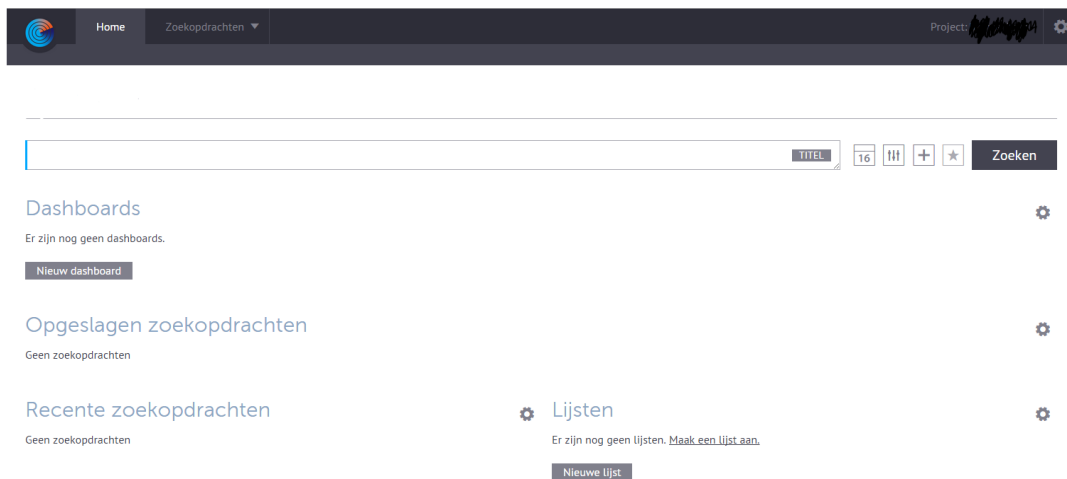 Home Zoekopdrachten Project:
TITEL 16 Zoeken
Dashboards
Er zijn nog geen dashboards.
Nieuw dashboard
Opgeslagen zoekopdrachten
Geen zoekopdrachten
Recente zoekopdrachten
Geen zoekopdrachten
Lijsten
Er zijn nog geen lijsten. Maak een lijst aan.
Nieuwe lijst